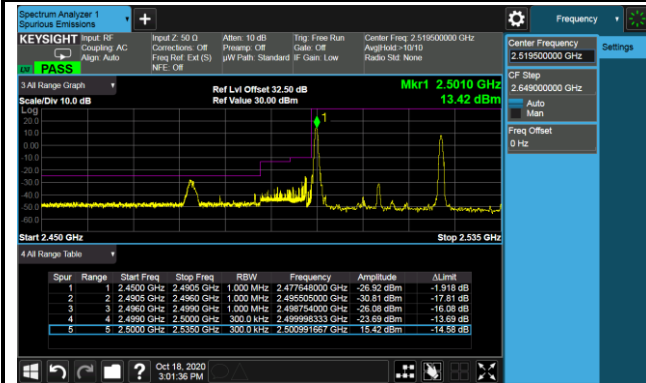 Spectrum Analyzer 1
Spurious Emissions
Frequency
KEYSIGHT Input: RF
Coupling: AC
Align: Auto
Input Z: 50 Ω
Corrections: Off
Freq Ref: Ext (S)
NFE: Off
Atten: 10 dB
Preamp: Off
µW Path: Standard
Trig: Free Run
Gate: Off
IF Gain: Low
Center Freq: 2.519500000 GHz
Avg|Hold:>10/10
Radio Std: None
PASS
Center Frequency
2.519500000 GHz
Settings
CF Step
2.649000000 GHz
Auto
Man
Freq Offset
0 Hz
3 All Range Graph
Scale/Div 10.0 dB
Ref Lvl Offset 32.50 dB
Ref Value 30.00 dBm
Mkr1 2.5010 GHz
13.42 dBm
Log
20.0
10.0
0.00
-10.0
-20.0
-30.0
-40.0
-50.0
-60.0
1
Start 2.450 GHz
Stop 2.535 GHz
4 All Range Table
Spur Range Start Freq Stop Freq RBW Frequency Amplitude ΔLimit
1 1 2.4500 GHz 2.4905 GHz 1.000 MHz 2.477648000 GHz -26.92 dBm -1.918 dB
2 2 2.4905 GHz 2.4960 GHz 1.000 MHz 2.495505000 GHz -30.81 dBm -17.81 dB
3 3 2.4960 GHz 2.4990 GHz 1.000 MHz 2.498754000 GHz -26.08 dBm -16.08 dB
4 4 2.4990 GHz 2.5000 GHz 300.0 kHz 2.499998333 GHz -23.69 dBm -13.69 dB
5 5 2.5000 GHz 2.5350 GHz 300.0 kHz 2.500991667 GHz 15.42 dBm -14.58 dB
?
Oct 18, 2020
3:01:36 PM